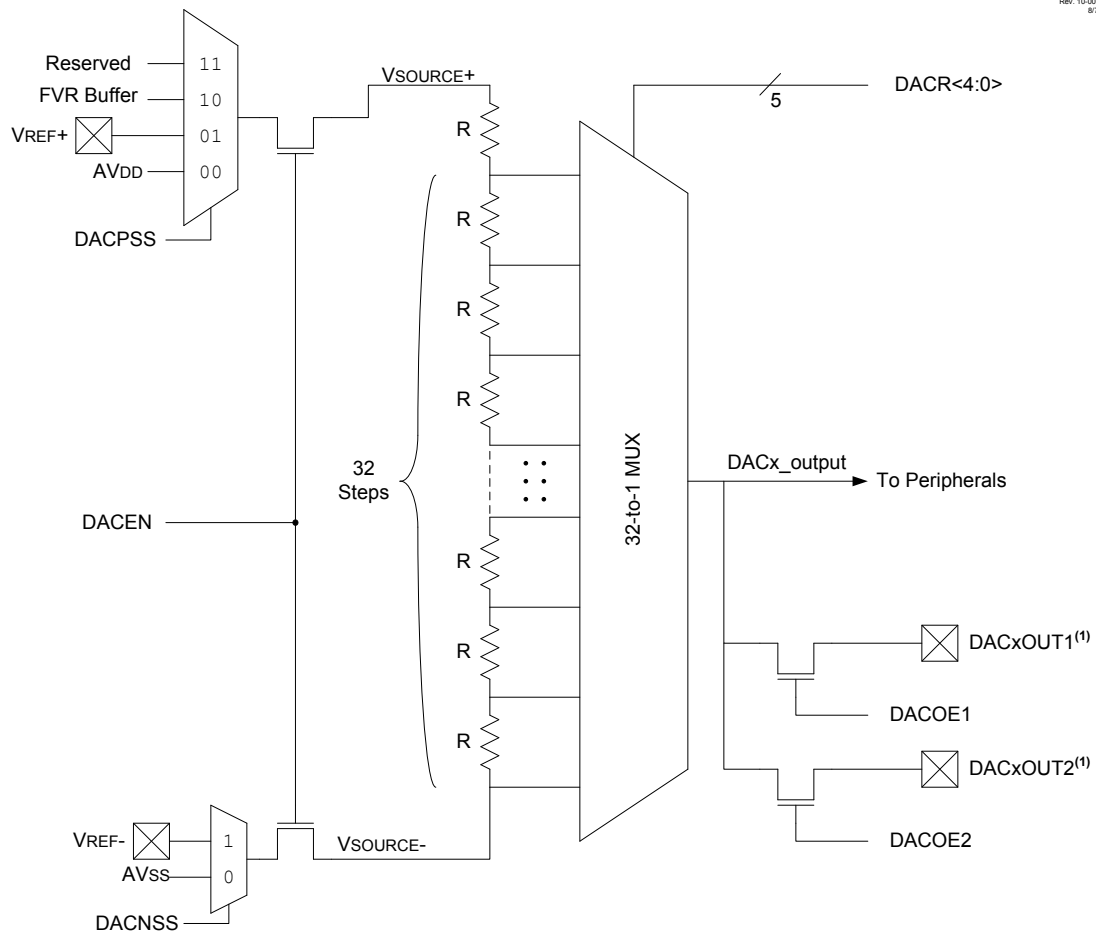 Reserved
11
FVR Buffer
10
VREF+
01
AVDD
00
DACPSS
VSOURCE+
R
R
R
R
R
R
R
32
Steps
5
DACR<4:0>
32-to-1 MUX
DACx_output
To Peripherals
DACEN
DACxOUT1(1)
DACOE1
DACxOUT2(1)
DACOE2
VREF-
1
AVSS
0
DACNSS
VSOURCE-